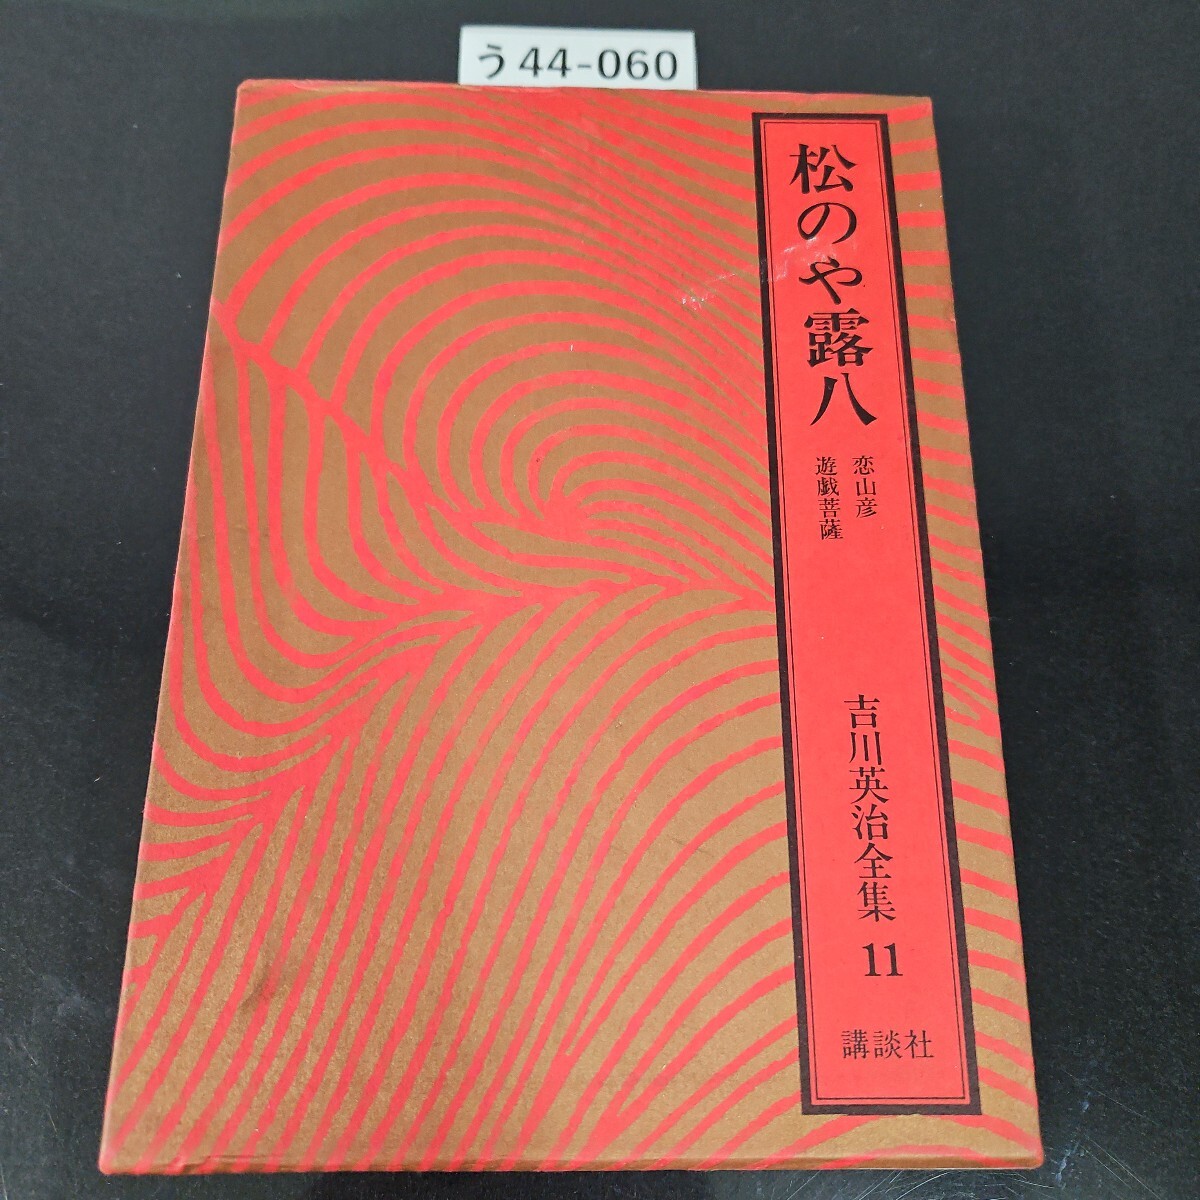 う44-060
松のや露八
恋山彦
遊戯菩薩
吉川英治全集 11
講談社